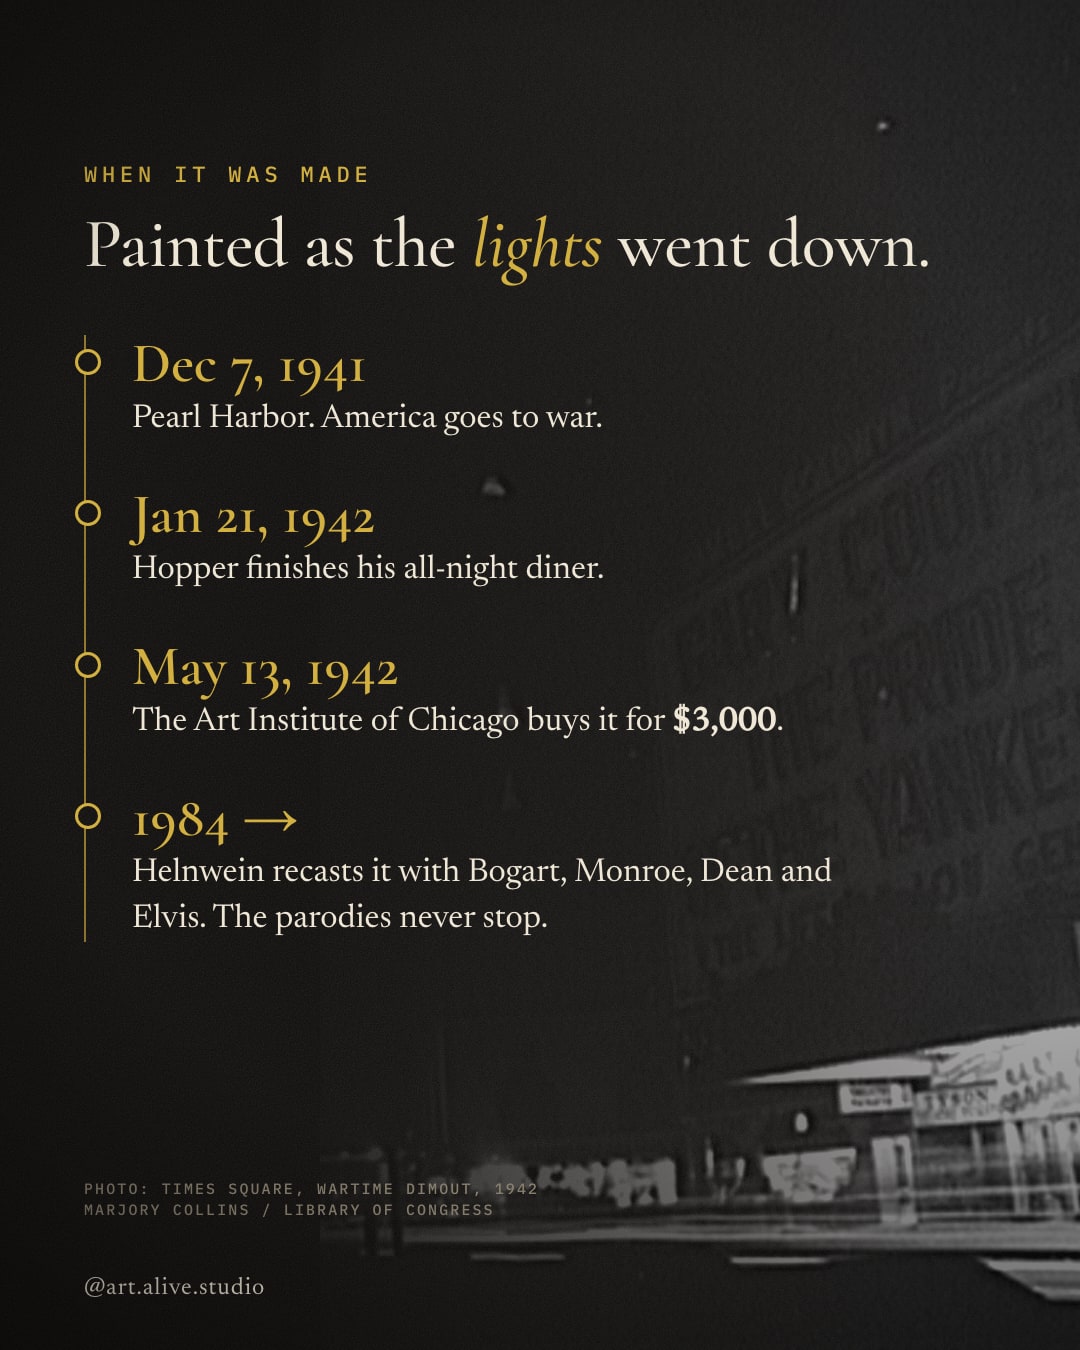 WHEN IT WAS MADE
Painted as the lights went down.
Dec 7, 1941
Pearl Harbor. America goes to war.
Jan 21, 1942
Hopper finishes his all-night diner.
May 13, 1942
The Art Institute of Chicago buys it for $3,000.
1984 →
Helnwein recasts it with Bogart, Monroe, Dean and
Elvis. The parodies never stop.
PHOTO: TIMES SQUARE, WARTIME DIMOUT, 1942
MARJORY COLLINS / LIBRARY OF CONGRESS
@art.alive.studio